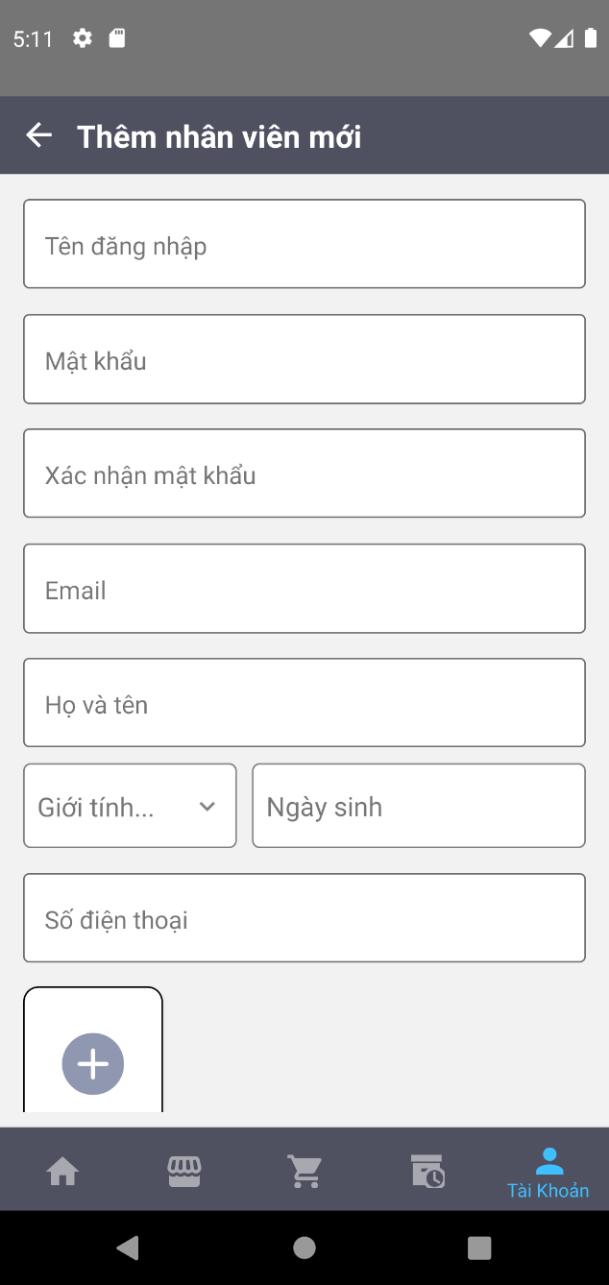 5:11
Thêm nhân viên mới
Tên đăng nhập
Mật khẩu
Xác nhận mật khẩu
Email
Họ và tên
Giới tính... Ngày sinh
Số điện thoại
Tài Khoản